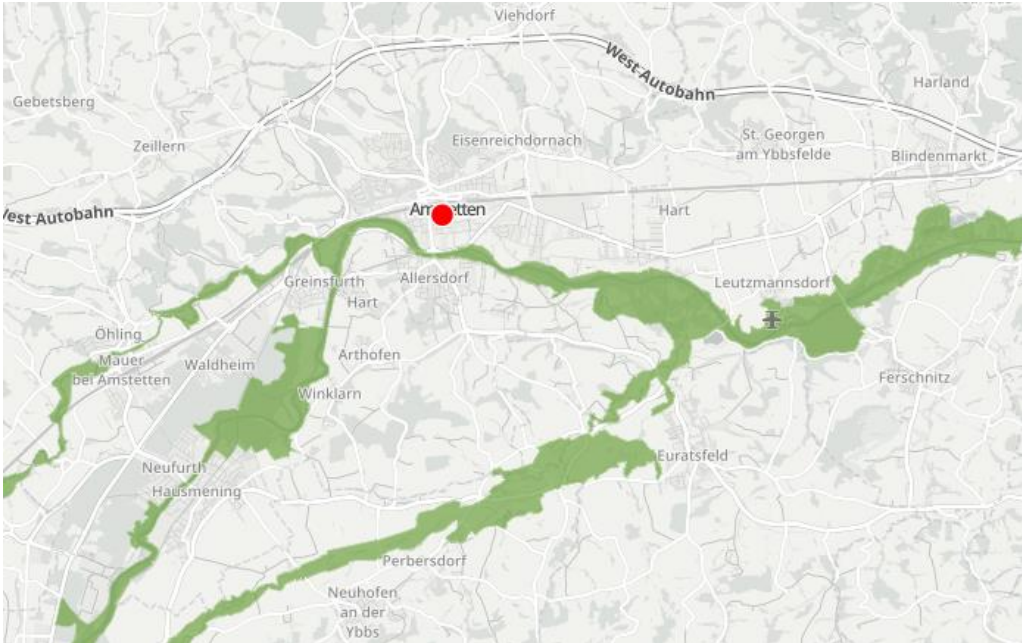 Viehdorf
West Autobahn
Gebetsberg
Harland
Zeillern
Eisenreichdornach
St. Georgen
am Ybbsfelde
Blindenmarkt
West Autobahn
Amstetten
Hart
Greinsfurth
Allersdorf
Leutzmannsdorf
Hart
Öhling
Mauer
bei Amstetten
Waldheim
Arthofen
Winklarn
Ferschnitz
Neufurth
Hausmening
Euratsfeld
Perbersdorf
Neuhofen
an der
Ybbs